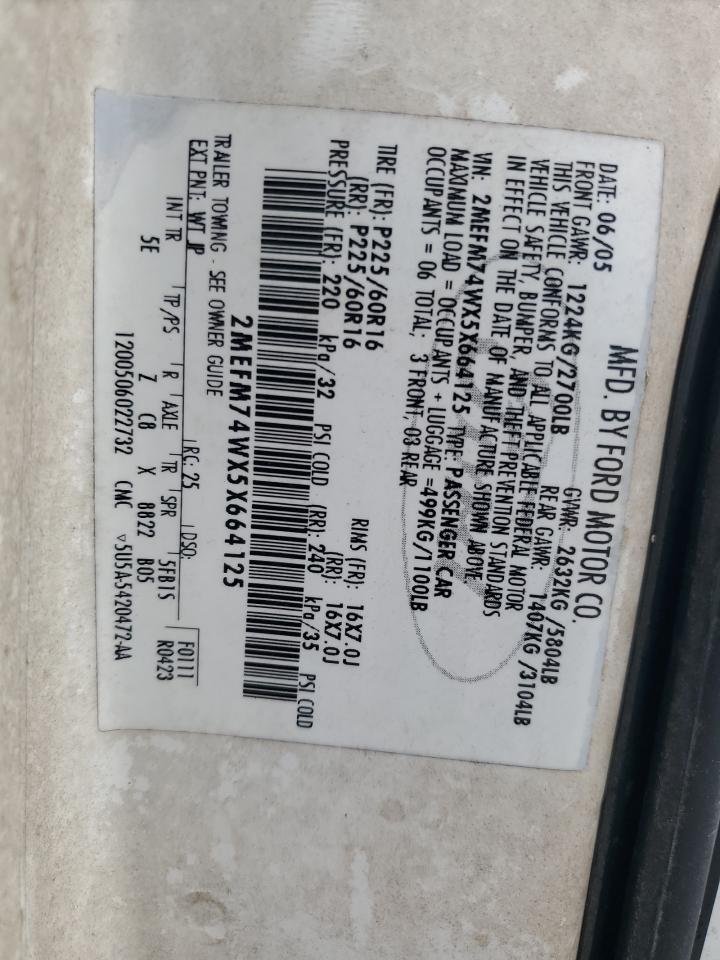 MFD. BY FORD MOTOR CO.
DATE: 06/05 GVWR: 2632KG/5804LB
FRONT GAWR: 1224KG/2700LB REAR GAWR: 1407KG/3104LB
THIS VEHICLE CONFORMS TO ALL APPLICABLE FEDERAL MOTOR
VEHICLE SAFETY, BUMPER, AND THEFT PREVENTION STANDARDS
IN EFFECT ON THE DATE OF MANUFACTURE SHOWN ABOVE.
VIN: 2MEFM74WX5X664125 TYPE: PASSENGER CAR
MAXIMUM LOAD = OCCUPANTS + LUGGAGE =499KG/1100LB
OCCUPANTS = 06 TOTAL, 3 FRONT, 03 REAR
TIRE (FR): P225/60R16 RIMS (FR): 16X7.0J
(RR): P225/60R16 (RR): 16X7.0J
PRESSURE (FR): 220 kPa/32 PSI COLD (RR): 240 kPa/35 PSI COLD
2MEFM74WX5X664125
TRAILER TOWING - SEE OWNER GUIDE
EXT PNT: WT JP RC: 25 DSO: F0111
INT TR TP/PS R AXLE TR SPR 5FB15 R0423
5E Z C8 X 8822 B05
1200506022732 CMC ▽5U5A-5420472-AA